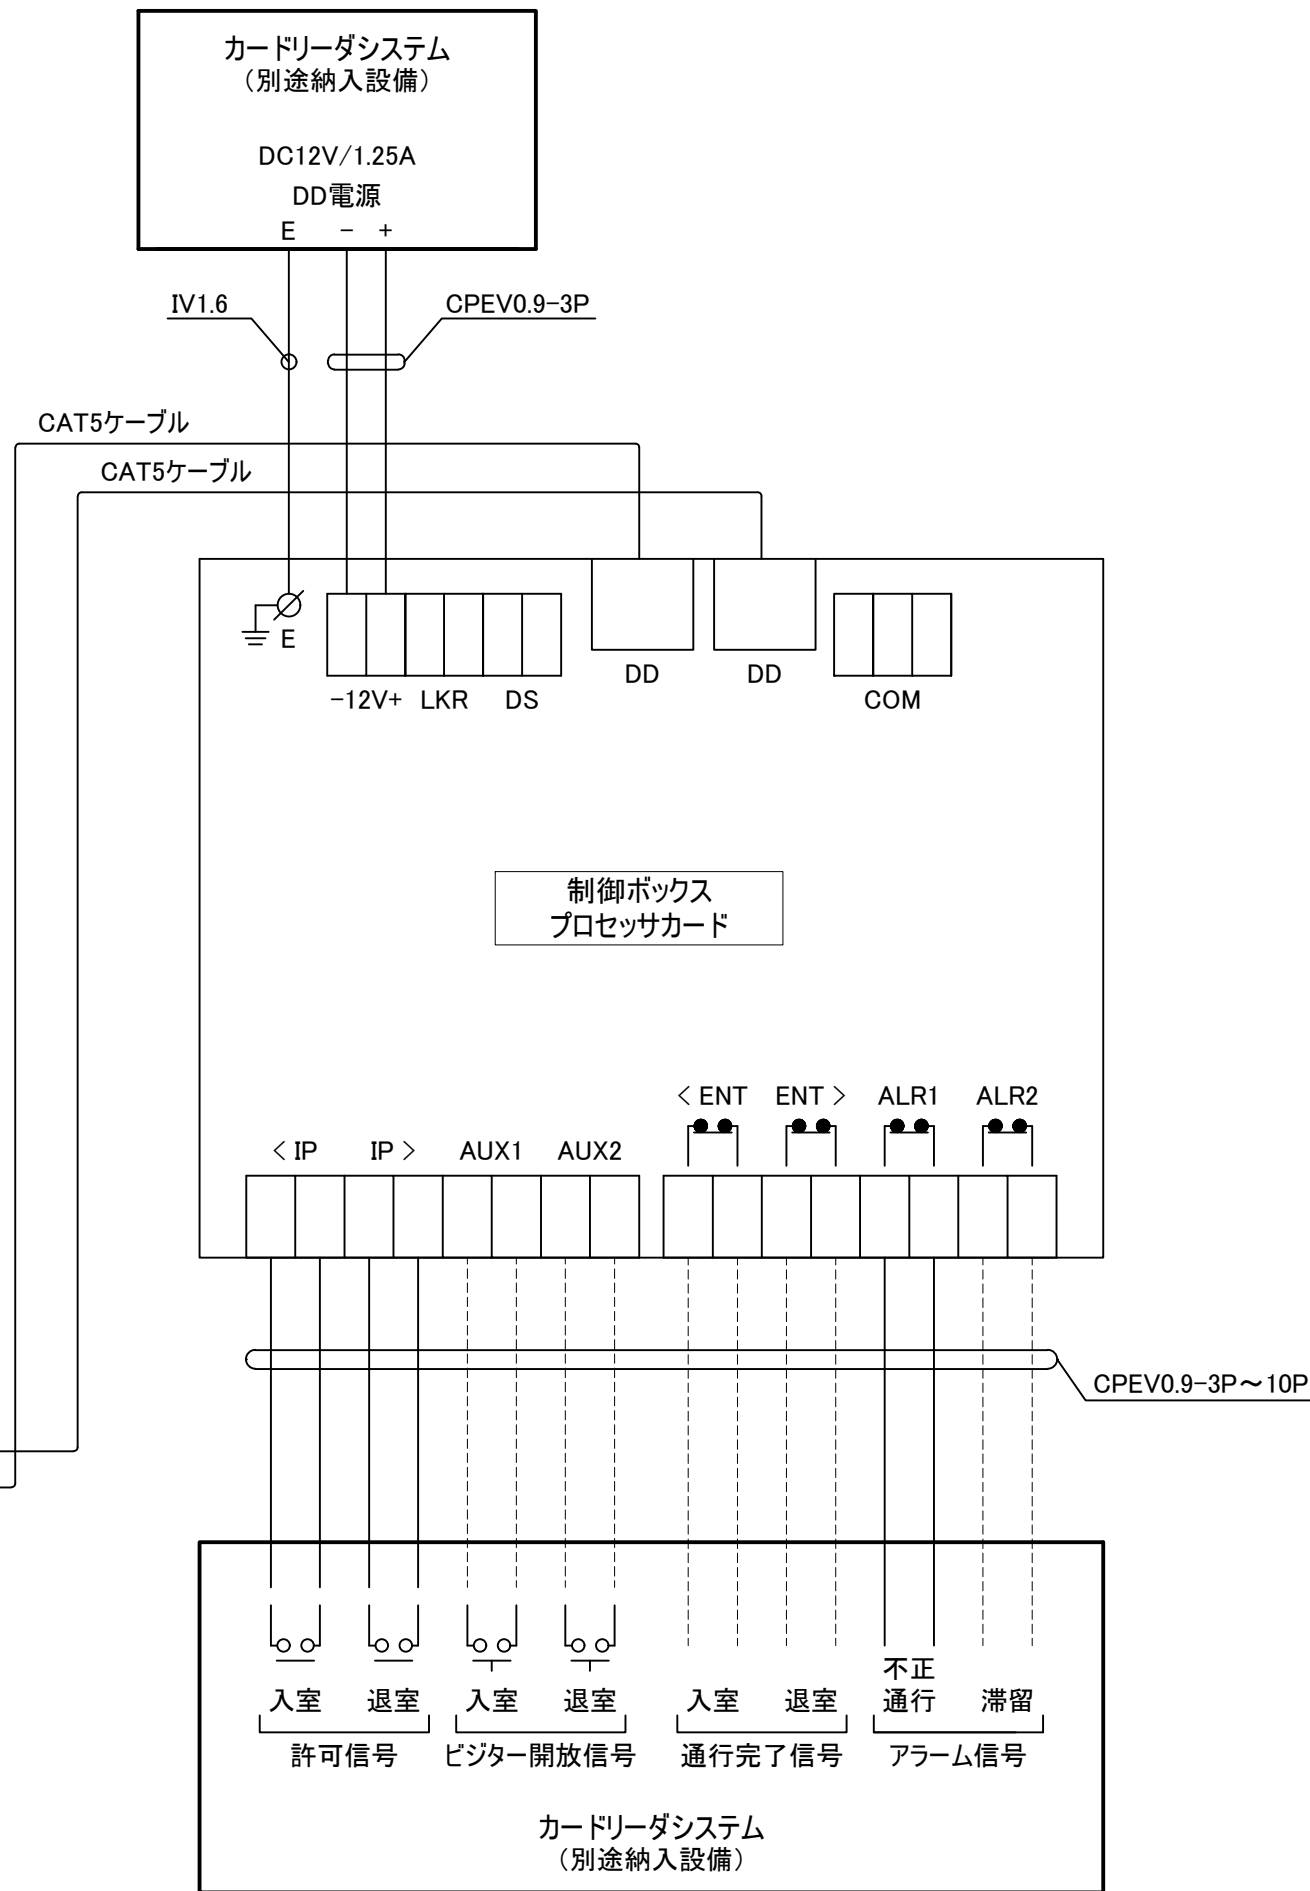 カードリーダシステム
（別途納入設備）
DC12V/1.25A
DD電源
E － ＋
IV1.6
CPEV0.9−3P
CAT5ケーブル
CAT5ケーブル
E
−12V+ LKR DS
DD
DD
COM
制御ボックス
プロセッサカード
＜ENT ENT＞ ALR1 ALR2
＜IP IP＞ AUX1 AUX2
CPEV0.9−3P～10P
不正
入室 退室 入室 退室 入室 退室 通行 滞留
許可信号 ビジター開放信号 通行完了信号 アラーム信号
カードリーダシステム
（別途納入設備）